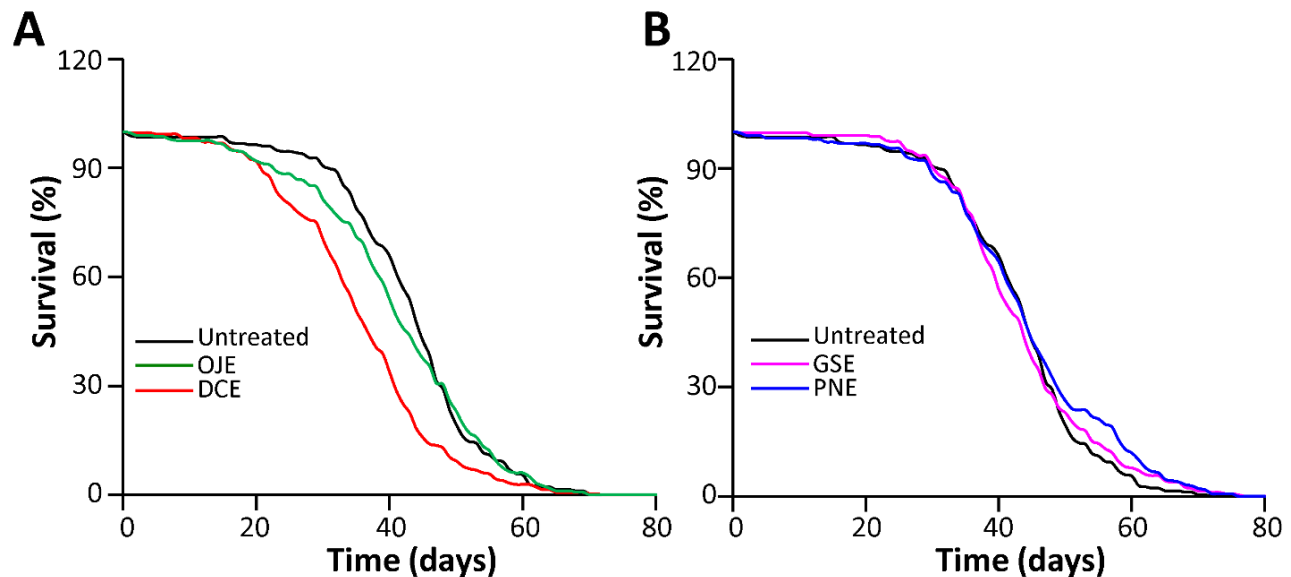 A
120
90
60
30
0
Survival (%)
Untreated
OJE
DCE
0 20 40 60 80
Time (days)
B
120
90
60
30
0
Survival (%)
Untreated
GSE
PNE
0 20 40 60 80
Time (days)